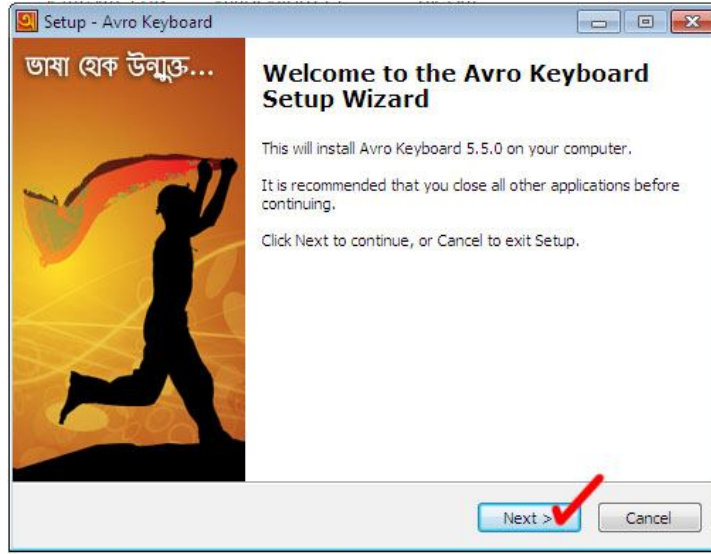 Setup - Avro Keyboard
ভাষা হোক উন্মুক্ত...
Welcome to the Avro Keyboard
Setup Wizard
This will install Avro Keyboard 5.5.0 on your computer.
It is recommended that you close all other applications before
continuing.
Click Next to continue, or Cancel to exit Setup.
Next >
Cancel